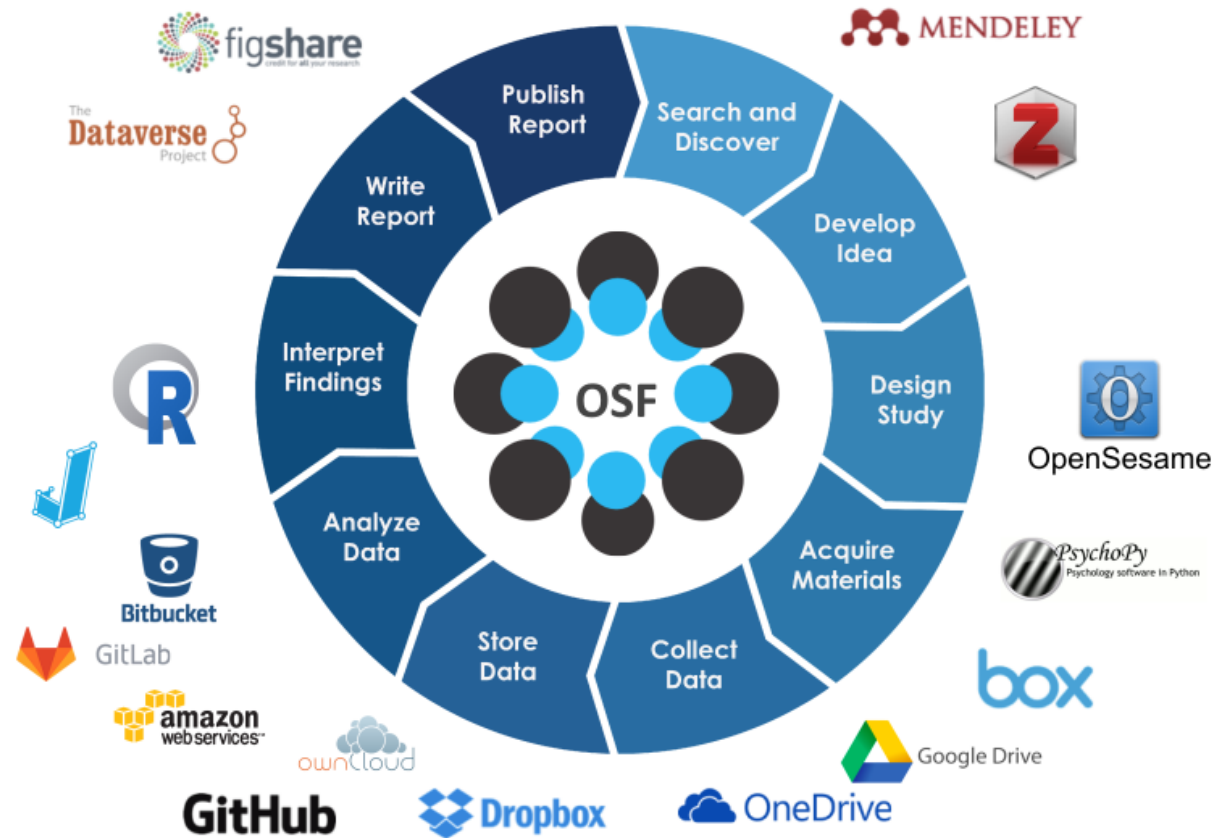 figshare
credit for all your research
MENDELEY
The
Dataverse
Project
Z
Publish
Report
Search and
Discover
Write
Report
Develop
Idea
Interpret
Findings
OSF
Design
Study
R
O
OpenSesame
Analyze
Data
Acquire
Materials
PsychoPy
Psychology software in Python
Bitbucket
GitLab
Store
Data
Collect
Data
box
amazon
webservices™
ownCloud
Google Drive
GitHub
Dropbox
OneDrive